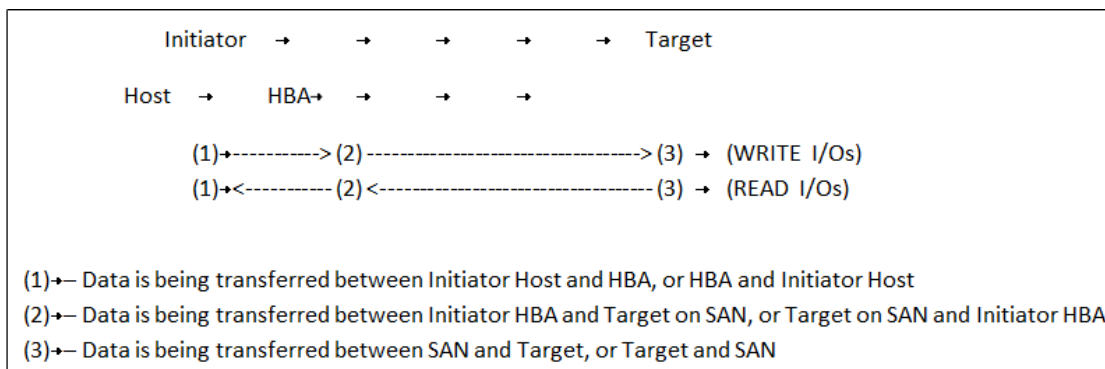 Initiator → → → → → Target
Host → HBA→ → → →
(1)→-----------> (2) -------------------------------------> (3) → (WRITE I/Os)
(1)→<----------- (2) <------------------------------------- (3) → (READ I/Os)
(1)→– Data is being transferred between Initiator Host and HBA, or HBA and Initiator Host
(2)→– Data is being transferred between Initiator HBA and Target on SAN, or Target on SAN and Initiator HBA
(3)→– Data is being transferred between SAN and Target, or Target and SAN